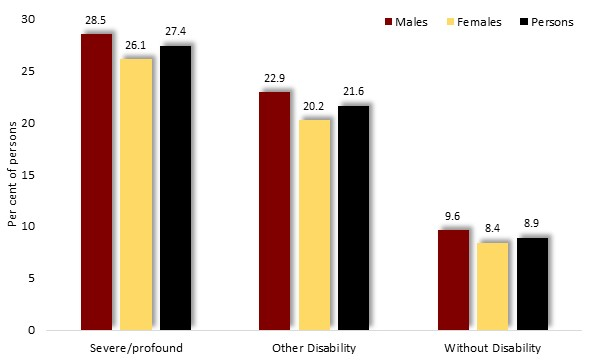 Males Females Persons
Per cent of persons
30
25
20
15
10
5
0
28.5 26.1 27.4
22.9 20.2 21.6
9.6 8.4 8.9
Severe/profound Other Disability Without Disability